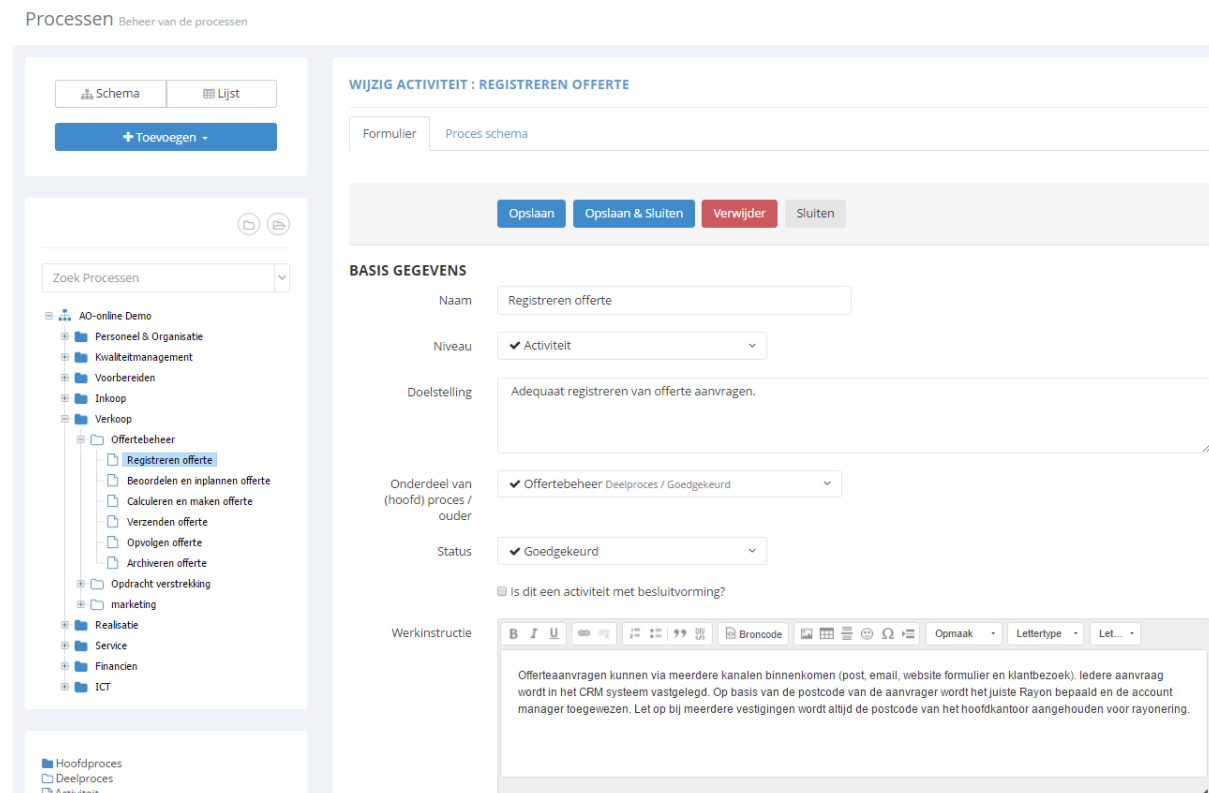 Processen Beheer van de processen
Schema
Lijst
Toevoegen
Zoek Processen
AO-online Demo
Personeel & Organisatie
Kwaliteitmanagement
Voorbereiden
Inkoop
Verkoop
Offertebeheer
Registreren offerte
Beoordelen en inplannen offerte
Calculeren en maken offerte
Verzenden offerte
Opvolgen offerte
Archiveren offerte
Opdracht verstrekking
marketing
Realisatie
Service
Financien
ICT
Hoofdproces
Deelproces
Activiteit
WIJZIG ACTIVITEIT : REGISTREREN OFFERTE
Formulier
Proces schema
Opslaan
Opslaan & Sluiten
Verwijder
Sluiten
BASIS GEGEVENS
Naam
Registreren offerte
Niveau
Activiteit
Doelstelling
Adequaat registreren van offerte aanvragen.
Onderdeel van
(hoofd) proces /
ouder
Offertebeheer Deelproces / Goedgekeurd
Status
Goedgekeurd
Is dit een activiteit met besluitvorming?
Werkinstructie
B I U
Broncode
Ω
Opmaak
Lettertype
Let...
Offerteaanvragen kunnen via meerdere kanalen binnenkomen (post, email, website formulier en klantbezoek). Iedere aanvraag
wordt in het CRM systeem vastgelegd. Op basis van de postcode van de aanvrager wordt het juiste Rayon bepaald en de account
manager toegewezen. Let op bij meerdere vestigingen wordt altijd de postcode van het hoofdkantoor aangehouden voor rayonering.